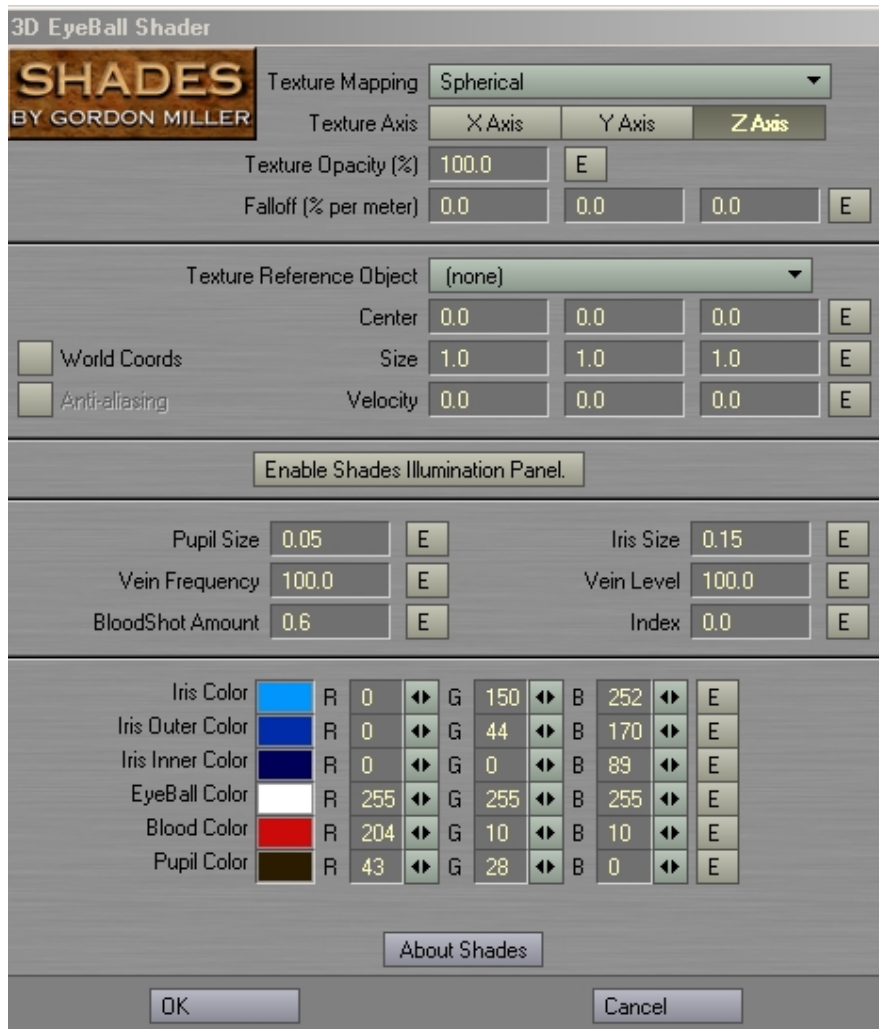 3D EyeBall Shader
SHADES
BY GORDON MILLER
Texture Mapping Spherical
Texture Axis X Axis Y Axis Z Axis
Texture Opacity (%) 100.0 E
Falloff (% per meter) 0.0 0.0 0.0 E
Texture Reference Object (none)
Center 0.0 0.0 0.0 E
World Coords Size 1.0 1.0 1.0 E
Anti-aliasing Velocity 0.0 0.0 0.0 E
Enable Shades Illumination Panel.
Pupil Size 0.05 E Iris Size 0.15 E
Vein Frequency 100.0 E Vein Level 100.0 E
BloodShot Amount 0.6 E Index 0.0 E
Iris Color R 0 G 150 B 252 E
Iris Outer Color R 0 G 44 B 170 E
Iris Inner Color R 0 G 0 B 89 E
EyeBall Color R 255 G 255 B 255 E
Blood Color R 204 G 10 B 10 E
Pupil Color R 43 G 28 B 0 E
About Shades
OK Cancel